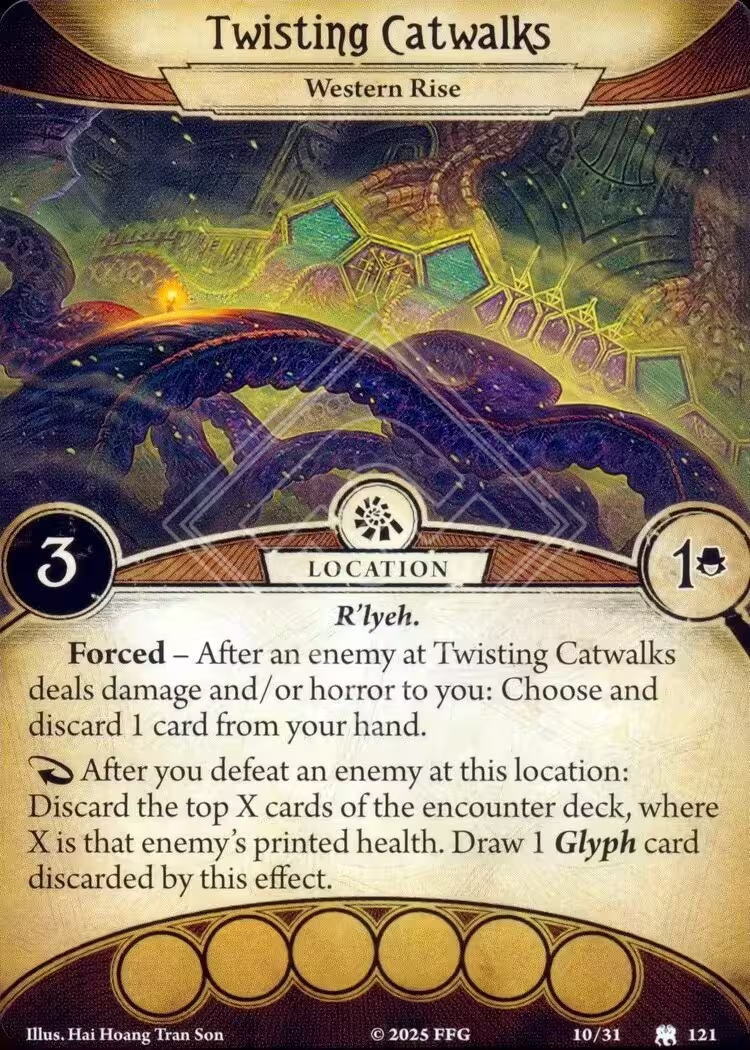 Twisting Catwalks
Western Rise
3
1
LOCATION
R'lyeh.
Forced – After an enemy at Twisting Catwalks
deals damage and/or horror to you: Choose and
discard 1 card from your hand.
After you defeat an enemy at this location:
Discard the top X cards of the encounter deck, where
X is that enemy's printed health. Draw 1 Glyph card
discarded by this effect.
Illus. Hai Hoang Tran Son © 2025 FFG 10/31 121